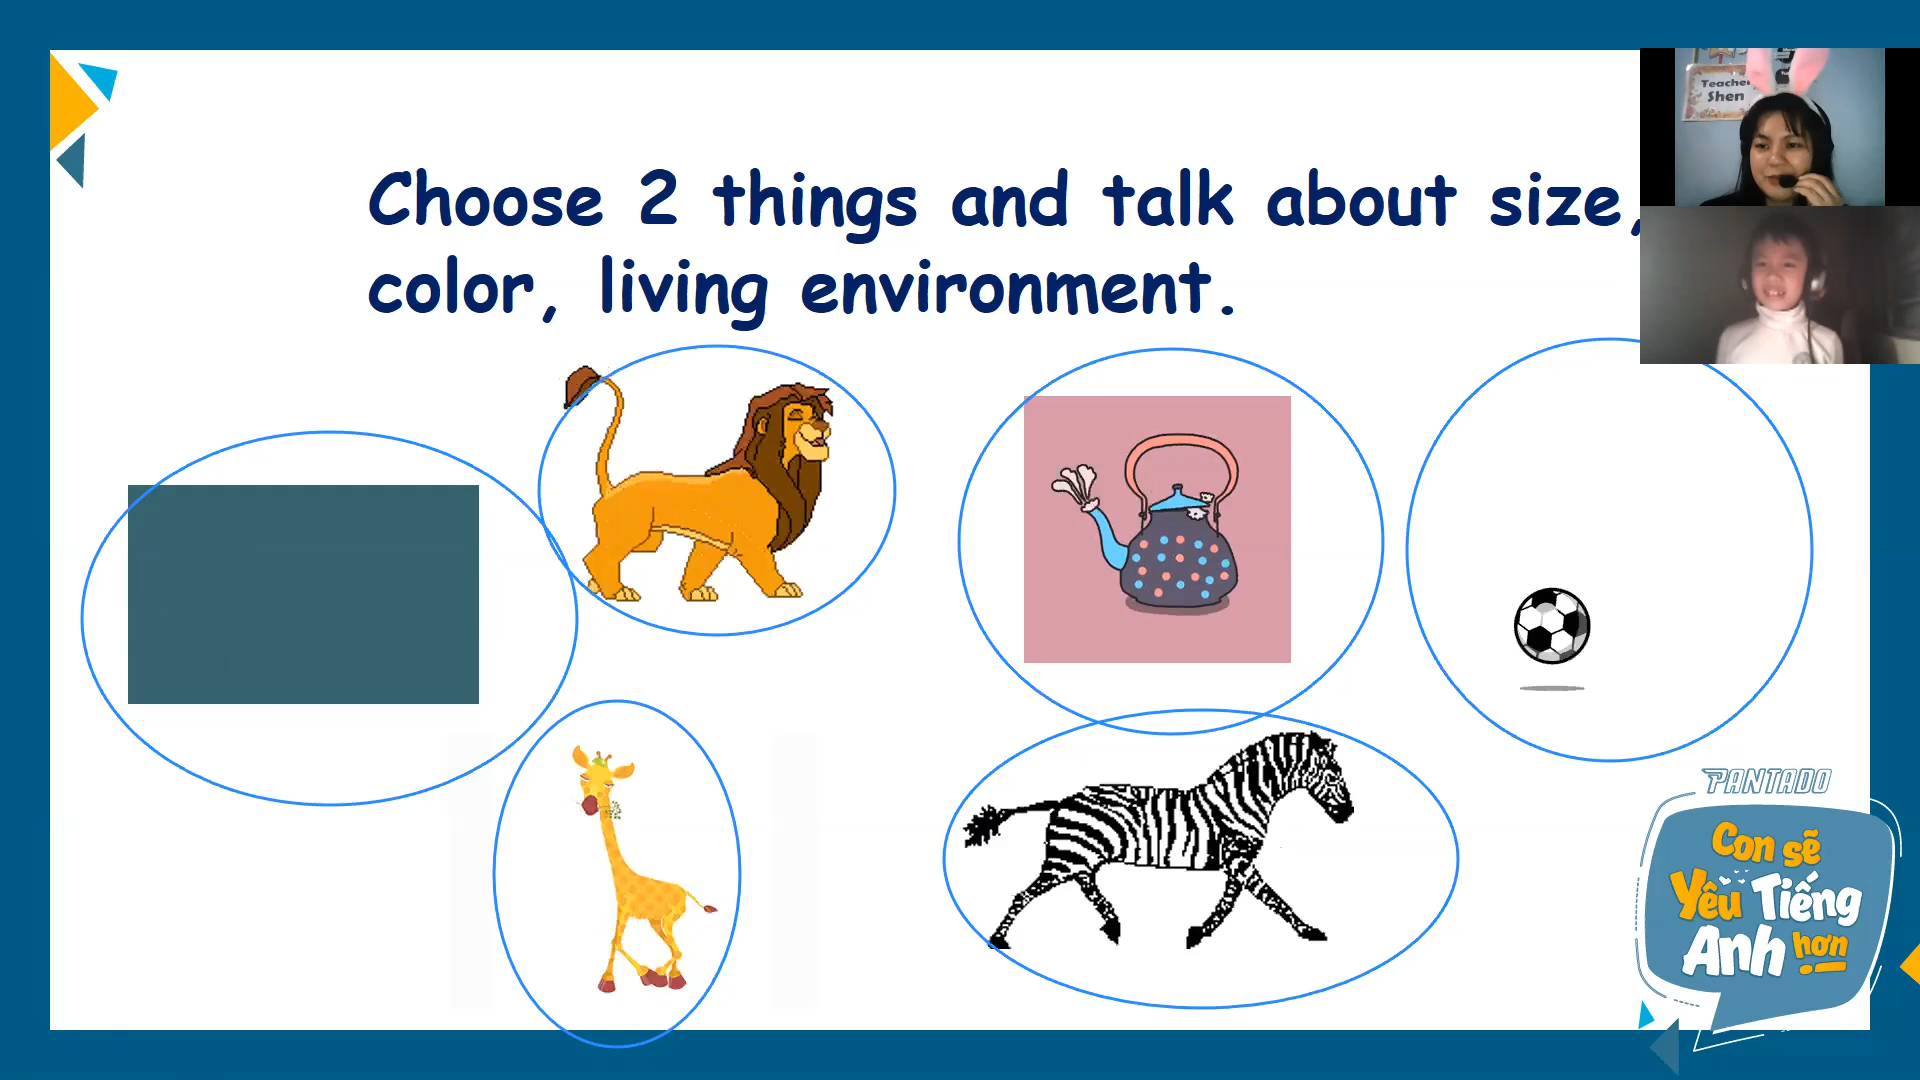 Choose 2 things and talk about size,
color, living environment.
Teacher
Shen
PANTADO
Con sẽ
Yêu Tiếng
Anh hơn